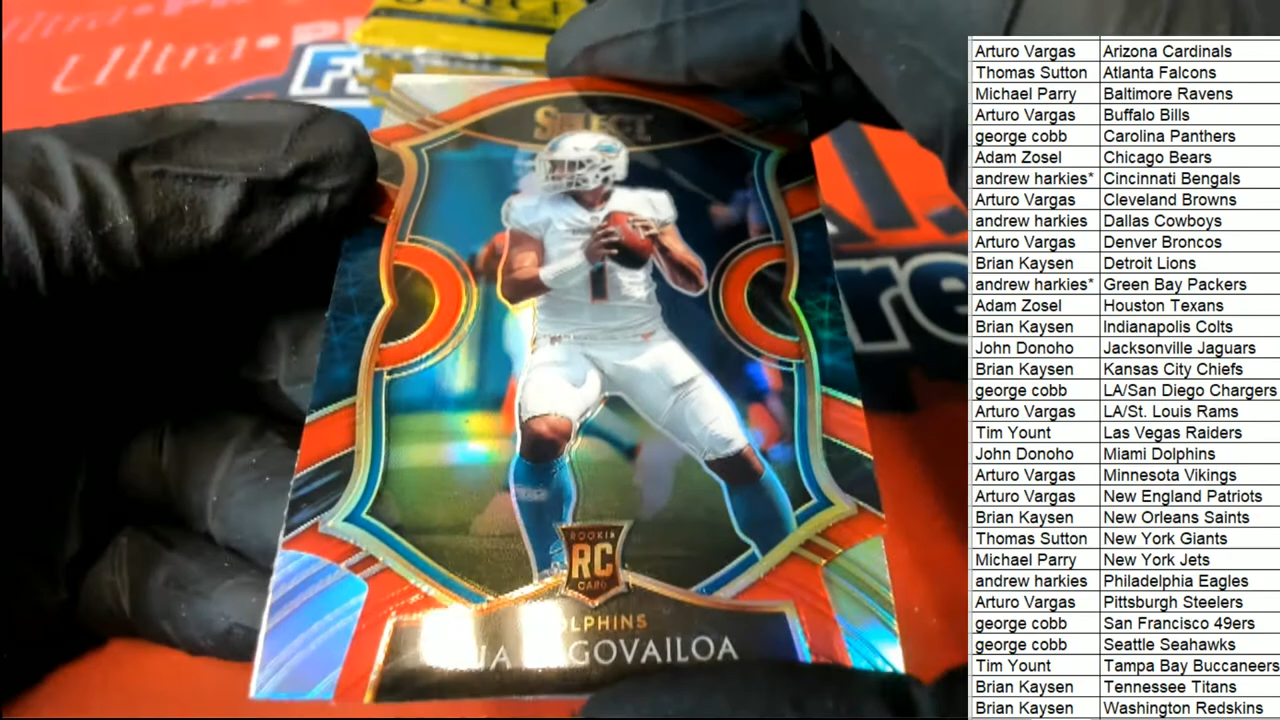 Ultra•PR
SELECT
1
ROOKIE
RC
CARD
GOVAILOA
Arturo Vargas Arizona Cardinals
Thomas Sutton Atlanta Falcons
Michael Parry Baltimore Ravens
Arturo Vargas Buffalo Bills
george cobb Carolina Panthers
Adam Zosel Chicago Bears
andrew harkies* Cincinnati Bengals
Arturo Vargas Cleveland Browns
andrew harkies Dallas Cowboys
Arturo Vargas Denver Broncos
Brian Kaysen Detroit Lions
andrew harkies* Green Bay Packers
Adam Zosel Houston Texans
Brian Kaysen Indianapolis Colts
John Donoho Jacksonville Jaguars
Brian Kaysen Kansas City Chiefs
george cobb LA/San Diego Chargers
Arturo Vargas LA/St. Louis Rams
Tim Yount Las Vegas Raiders
John Donoho Miami Dolphins
Arturo Vargas Minnesota Vikings
Arturo Vargas New England Patriots
Brian Kaysen New Orleans Saints
Thomas Sutton New York Giants
Michael Parry New York Jets
andrew harkies Philadelphia Eagles
Arturo Vargas Pittsburgh Steelers
george cobb San Francisco 49ers
george cobb Seattle Seahawks
Tim Yount Tampa Bay Buccaneers
Brian Kaysen Tennessee Titans
Brian Kaysen Washington Redskins